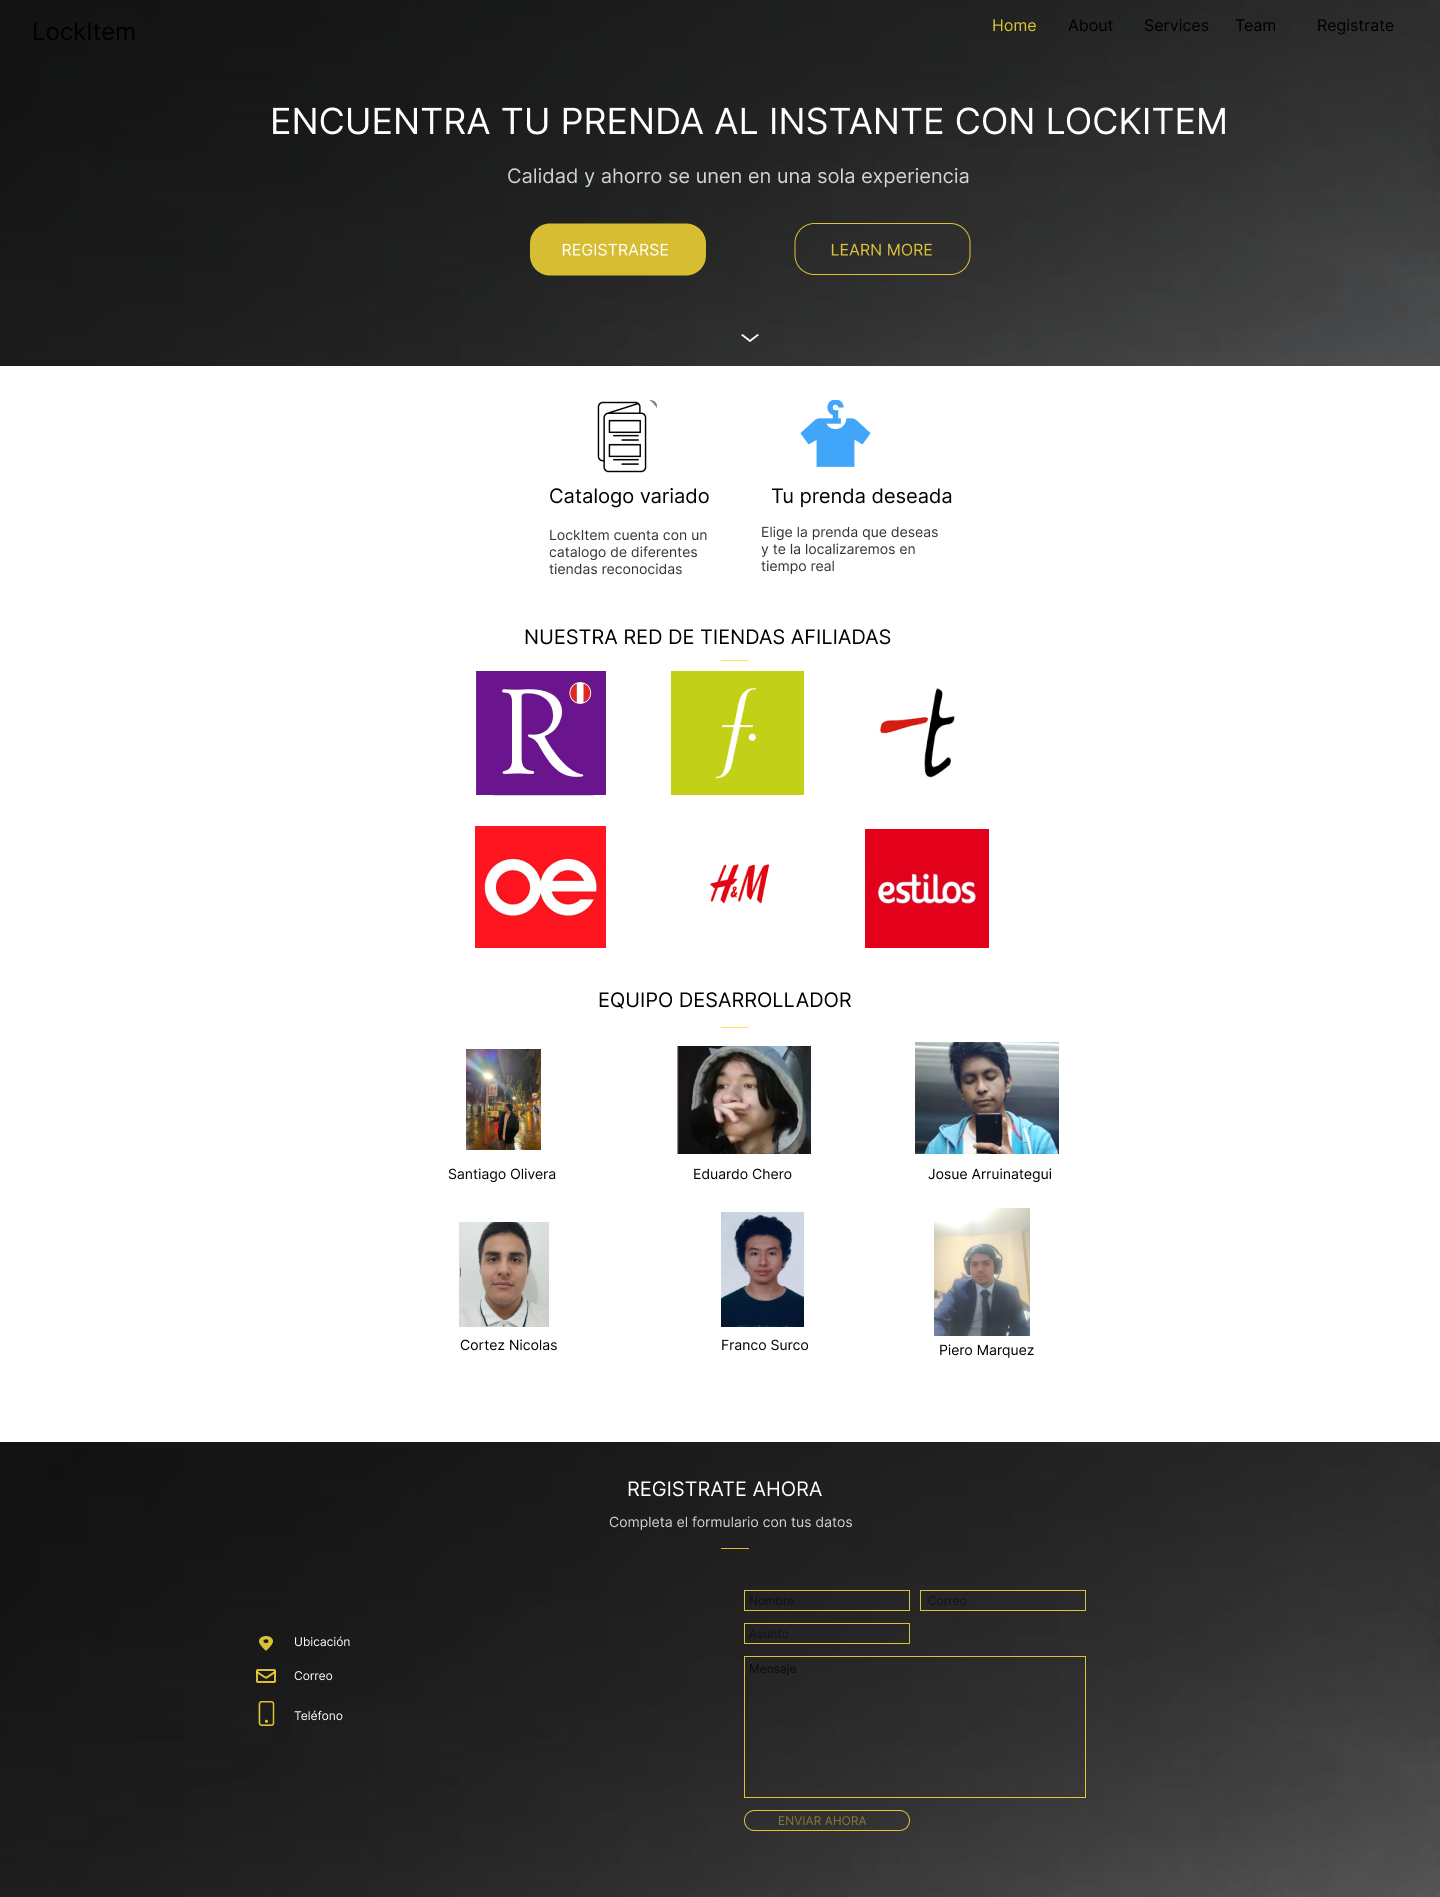 LockItem
Home
About
Services
Team
Registrate
ENCUENTRA TU PRENDA AL INSTANTE CON LOCKITEM
Calidad y ahorro se unen en una sola experiencia
REGISTRARSE
LEARN MORE
Catalogo variado
LockItem cuenta con un
catalogo de diferentes
tiendas reconocidas
Tu prenda deseada
Elige la prenda que deseas
y te la localizaremos en
tiempo real
NUESTRA RED DE TIENDAS AFILIADAS
R
f.
t
oe
H&M
estilos
EQUIPO DESARROLLADOR
Santiago Olivera
Eduardo Chero
Josue Arruinategui
Cortez Nicolas
Franco Surco
Piero Marquez
REGISTRATE AHORA
Completa el formulario con tus datos
Ubicación
Correo
Teléfono
Nombre
Correo
Asunto
Mensaje
ENVIAR AHORA